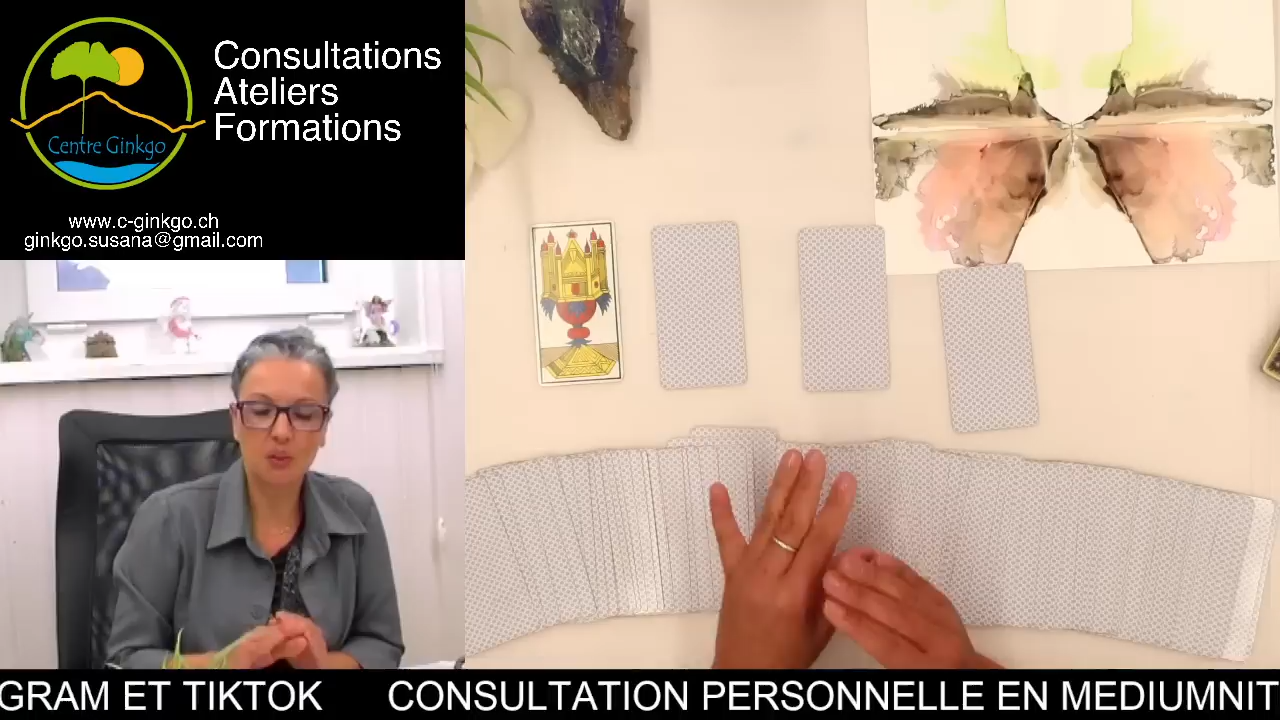 Consultations
Ateliers
Formations
Centre Ginkgo
www.c-ginkgo.ch
ginkgo.susana@gmail.com
GRAM ET TIKTOK CONSULTATION PERSONNELLE EN MEDIUMNIT